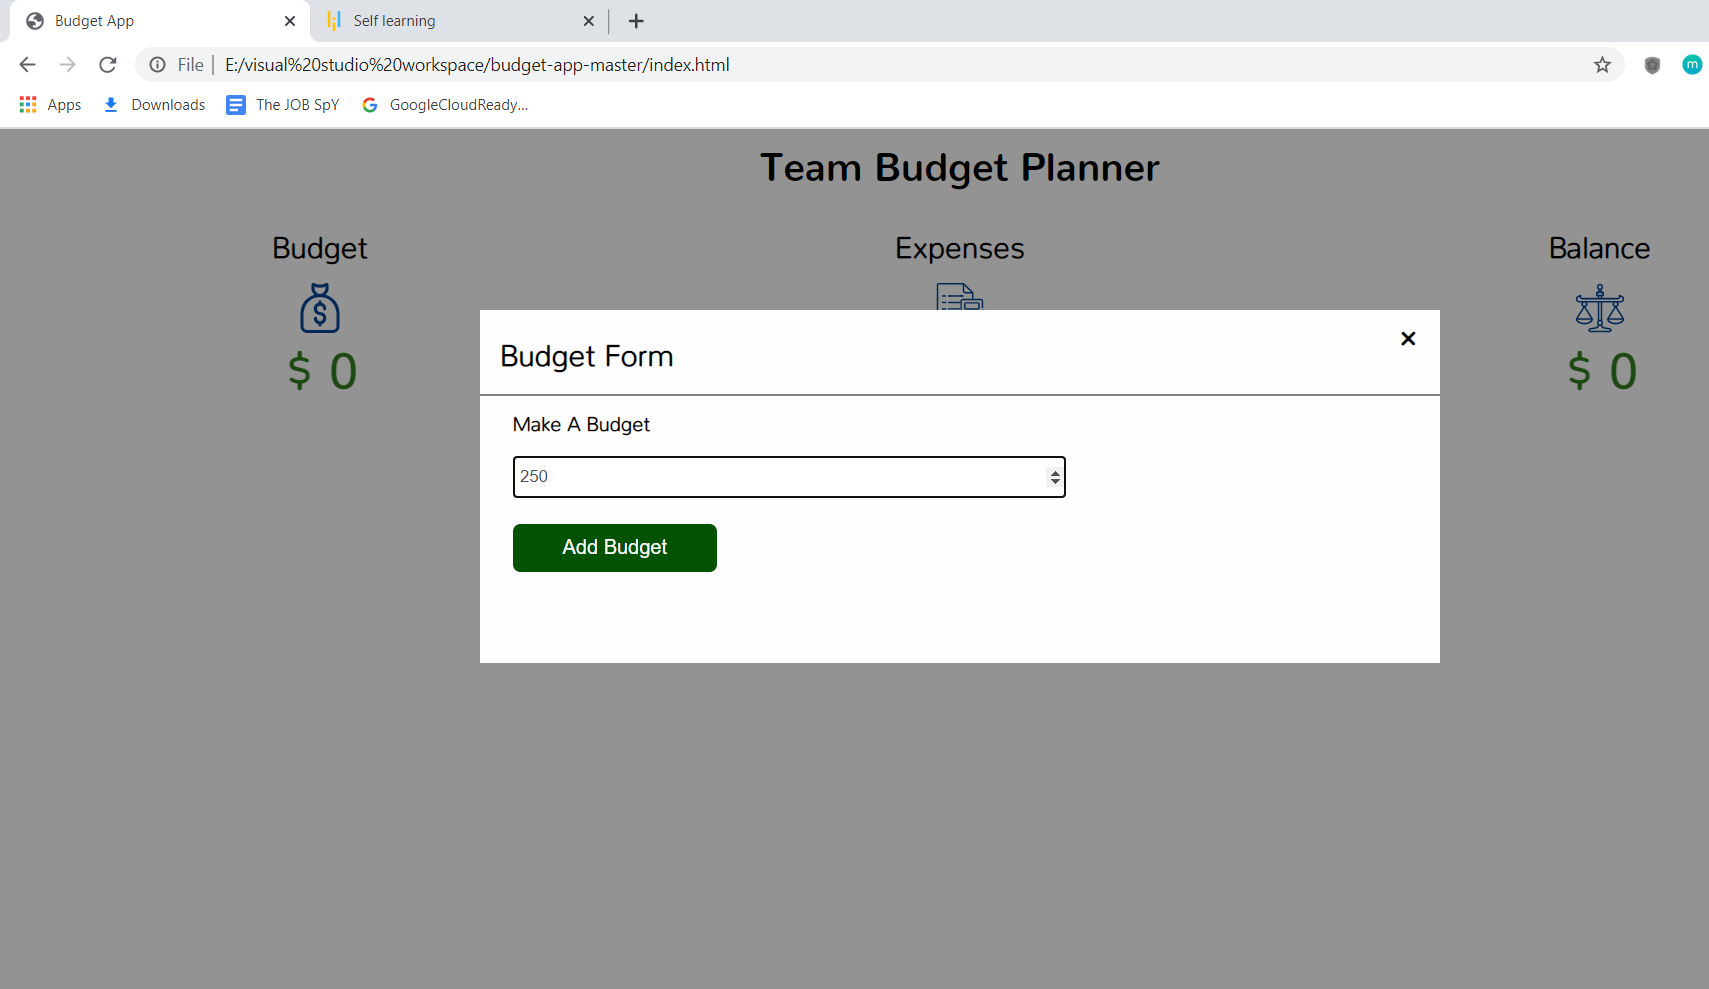 Budget App
Self learning
File
E:/visual%20studio%20workspace/budget-app-master/index.html
m
Apps
Downloads
The JOB SpY
GoogleCloudReady...
Team Budget Planner
Budget
Expenses
Balance
$ 0
$ 0
Budget Form
Make A Budget
250
Add Budget